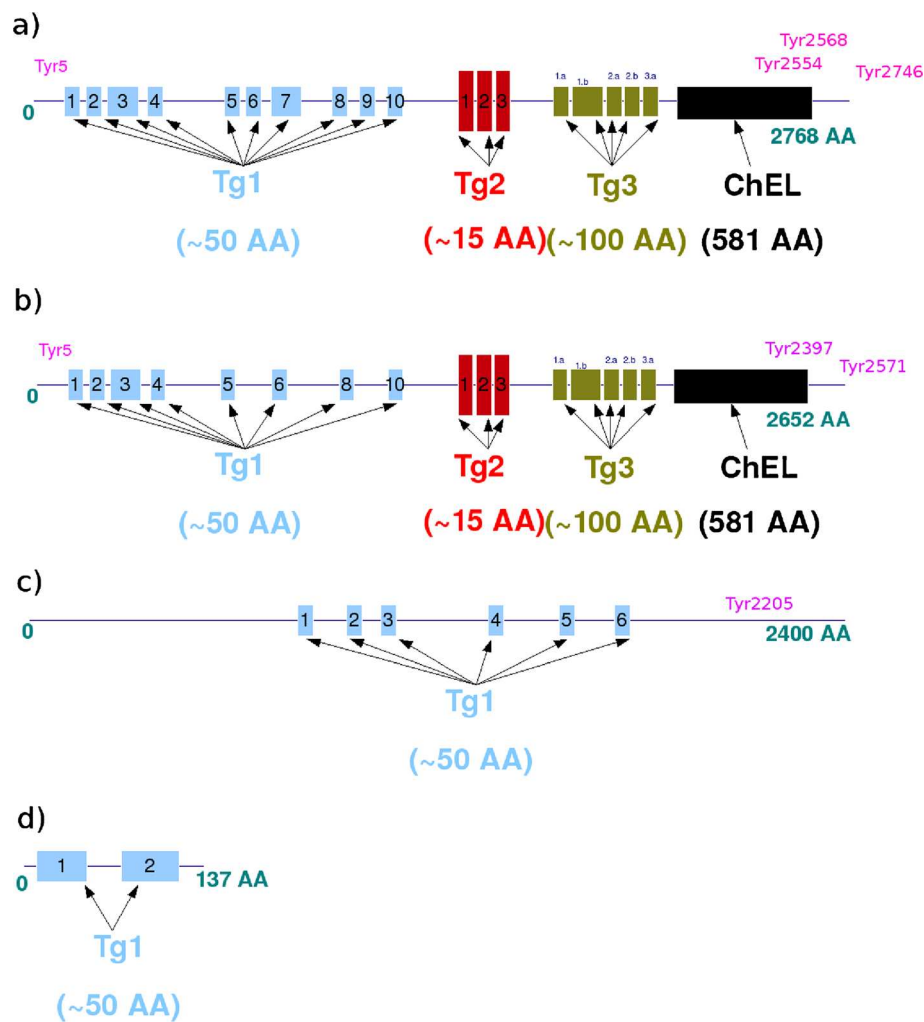 a)
Tyr2568
Tyr5
Tyr2554
Tyr2746
1.a 1.b 2.a 2.b 3.a
0
1 2 3 4 5 6 7 8 9 10
1 2 3
2768 AA
Tg1 Tg2 Tg3 ChEL
(~50 AA) (~15 AA) (~100 AA) (581 AA)
b)
Tyr5
Tyr2397
Tyr2571
1.a 1.b 2.a 2.b 3.a
0
1 2 3 4 5 6 8 10
1 2 3
2652 AA
Tg1 Tg2 Tg3 ChEL
(~50 AA) (~15 AA) (~100 AA) (581 AA)
c)
Tyr2205
0
1 2 3 4 5 6
2400 AA
Tg1
(~50 AA)
d)
1 2
0
137 AA
Tg1
(~50 AA)